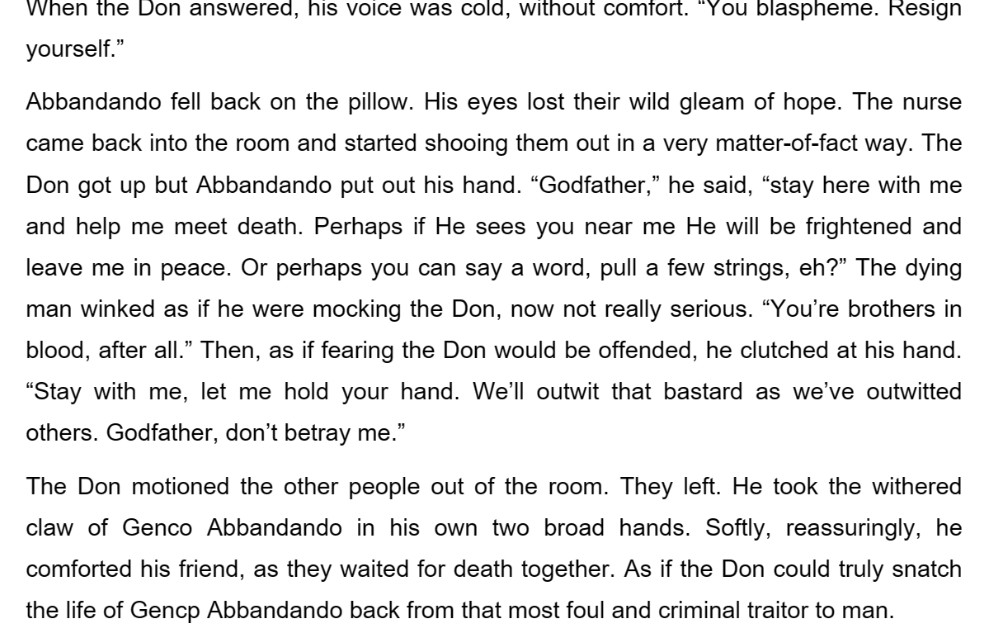 When the Don answered, his voice was cold, without comfort. “You blaspheme. Resign
yourself.”
Abbandando fell back on the pillow. His eyes lost their wild gleam of hope. The nurse
came back into the room and started shooing them out in a very matter-of-fact way. The
Don got up but Abbandando put out his hand. “Godfather,” he said, “stay here with me
and help me meet death. Perhaps if He sees you near me He will be frightened and
leave me in peace. Or perhaps you can say a word, pull a few strings, eh?” The dying
man winked as if he were mocking the Don, now not really serious. “You’re brothers in
blood, after all.” Then, as if fearing the Don would be offended, he clutched at his hand.
“Stay with me, let me hold your hand. We’ll outwit that bastard as we’ve outwitted
others. Godfather, don’t betray me.”
The Don motioned the other people out of the room. They left. He took the withered
claw of Genco Abbandando in his own two broad hands. Softly, reassuringly, he
comforted his friend, as they waited for death together. As if the Don could truly snatch
the life of Gencp Abbandando back from that most foul and criminal traitor to man.